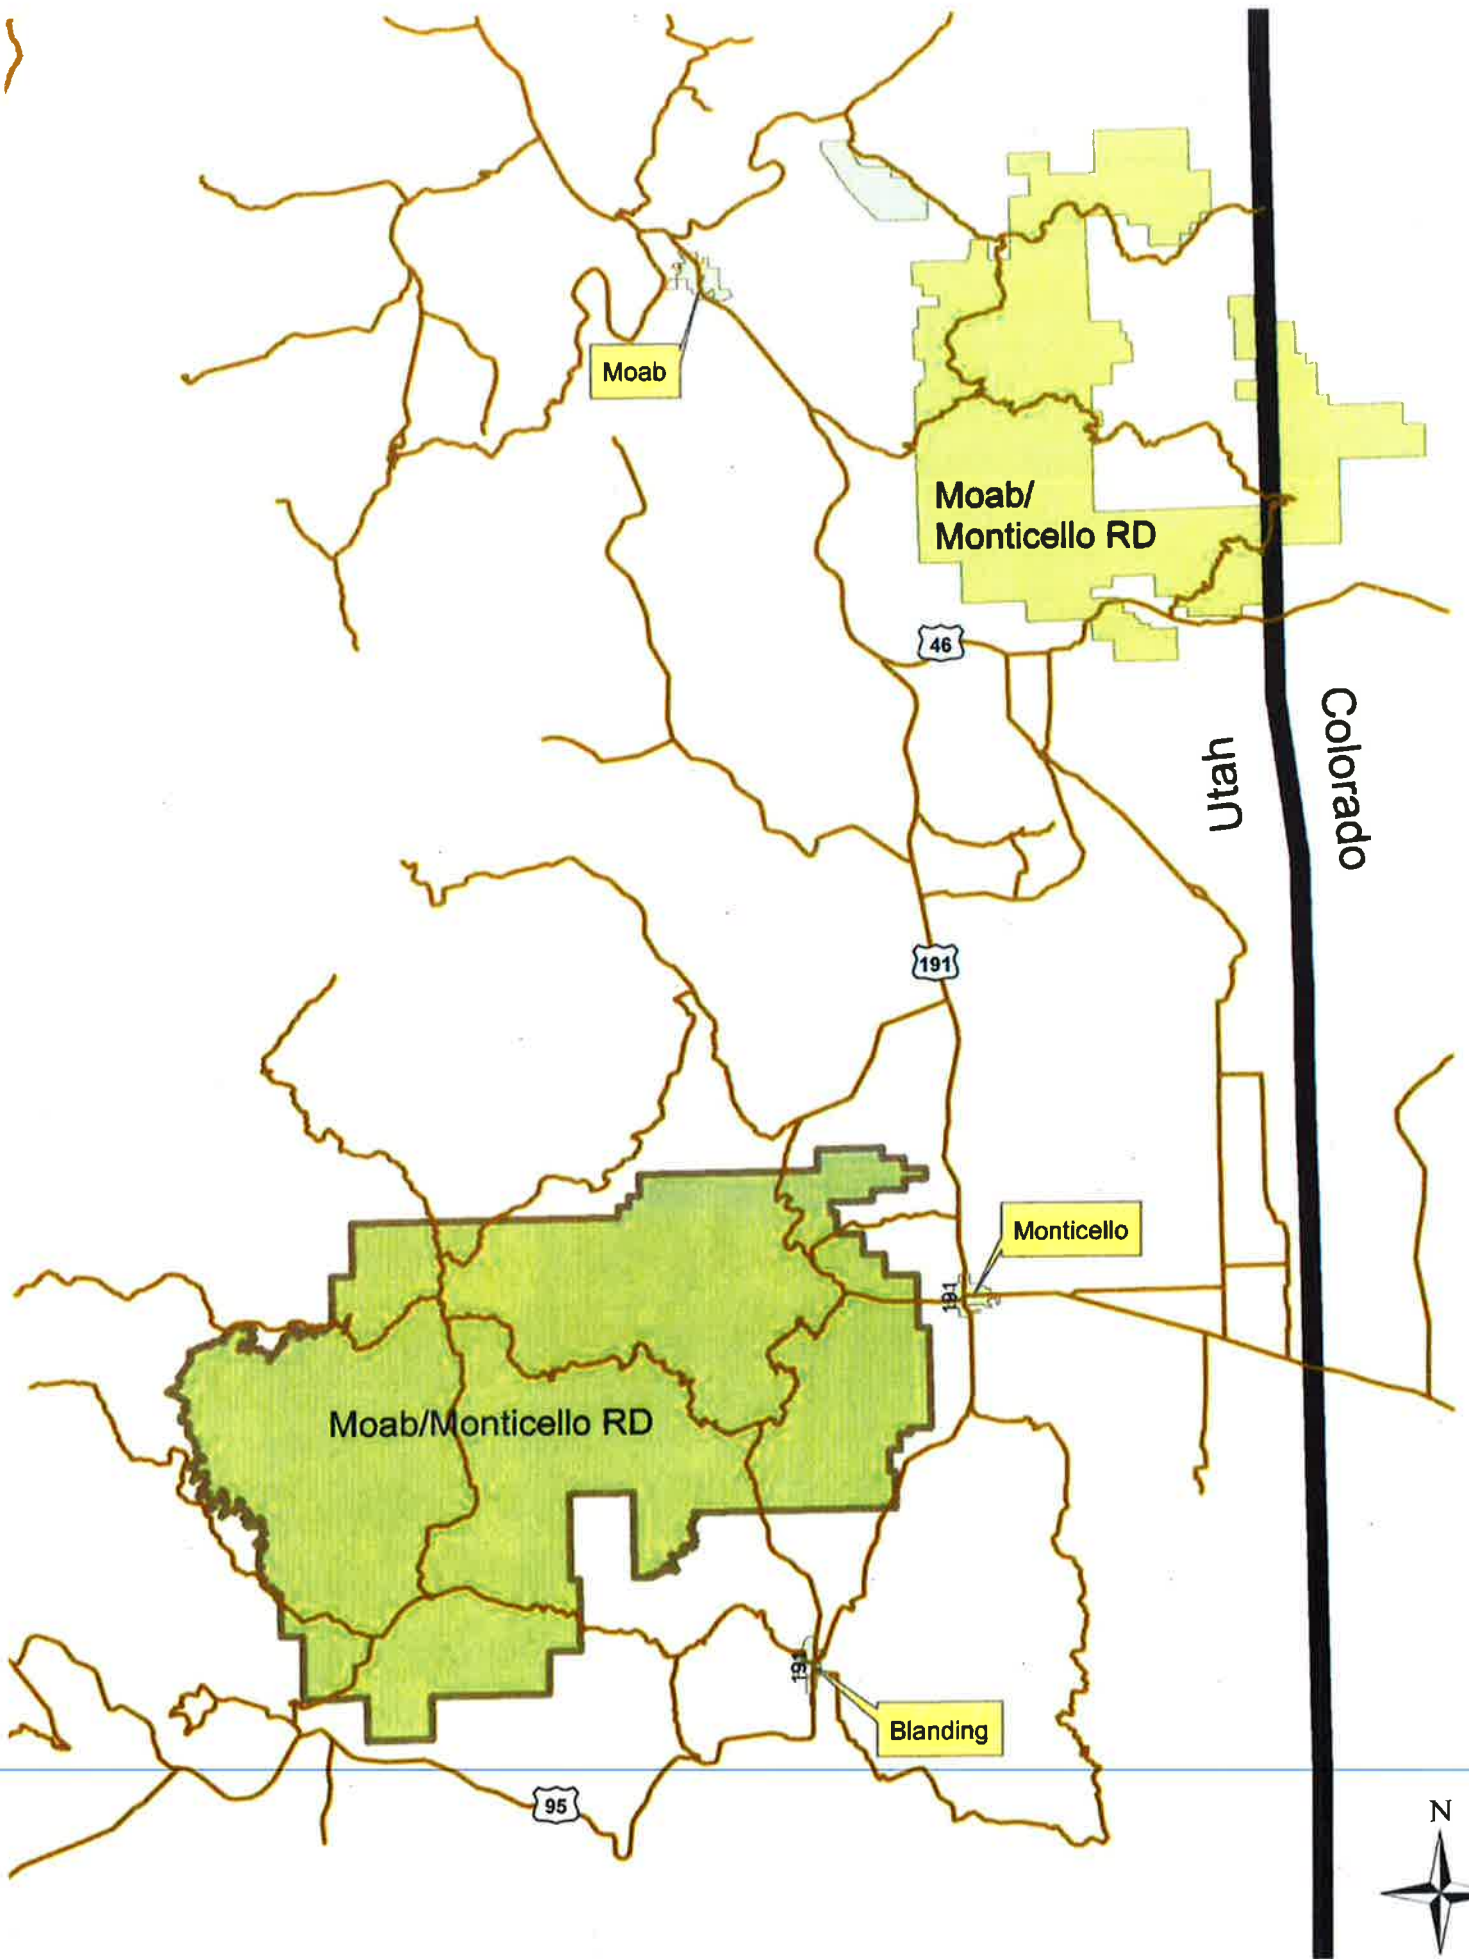 Moab
Moab/
Monticello RD
46
Utah
Colorado
191
Monticello
191
Moab/Monticello RD
191
Blanding
95
N